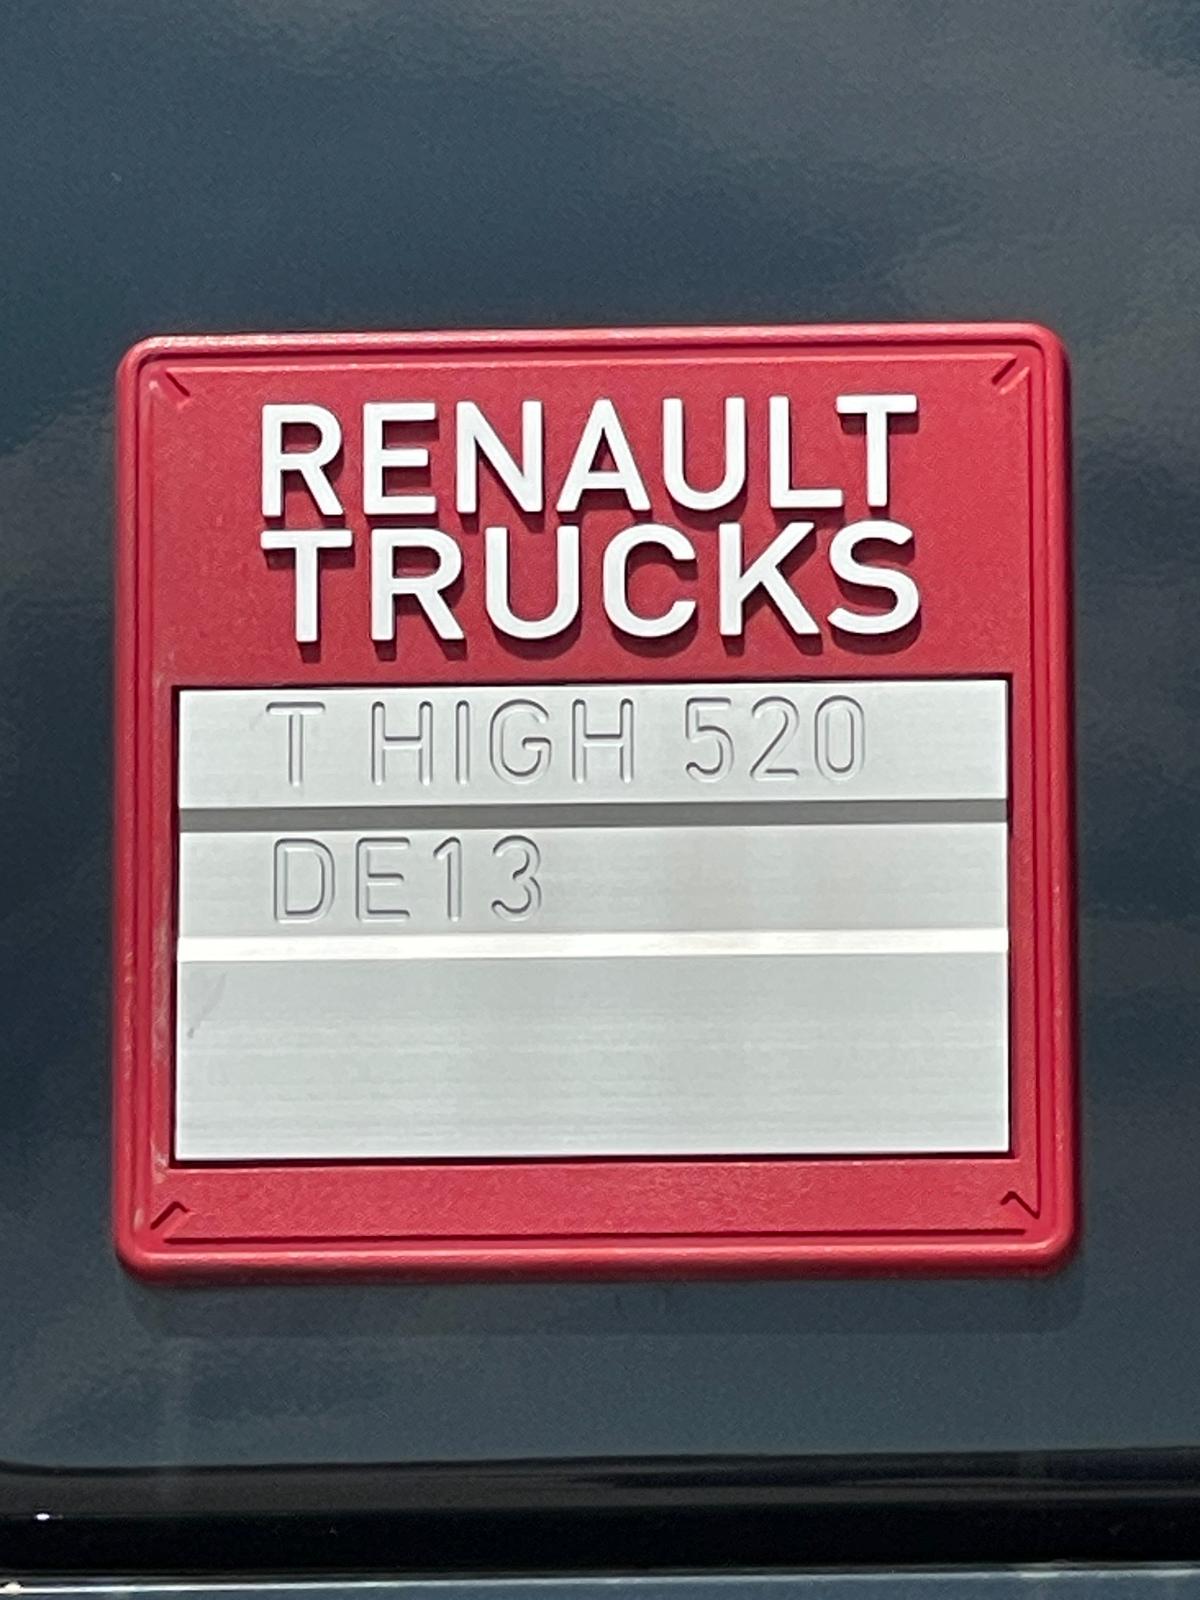 RENAULT
TRUCKS
T HIGH 520
DE13